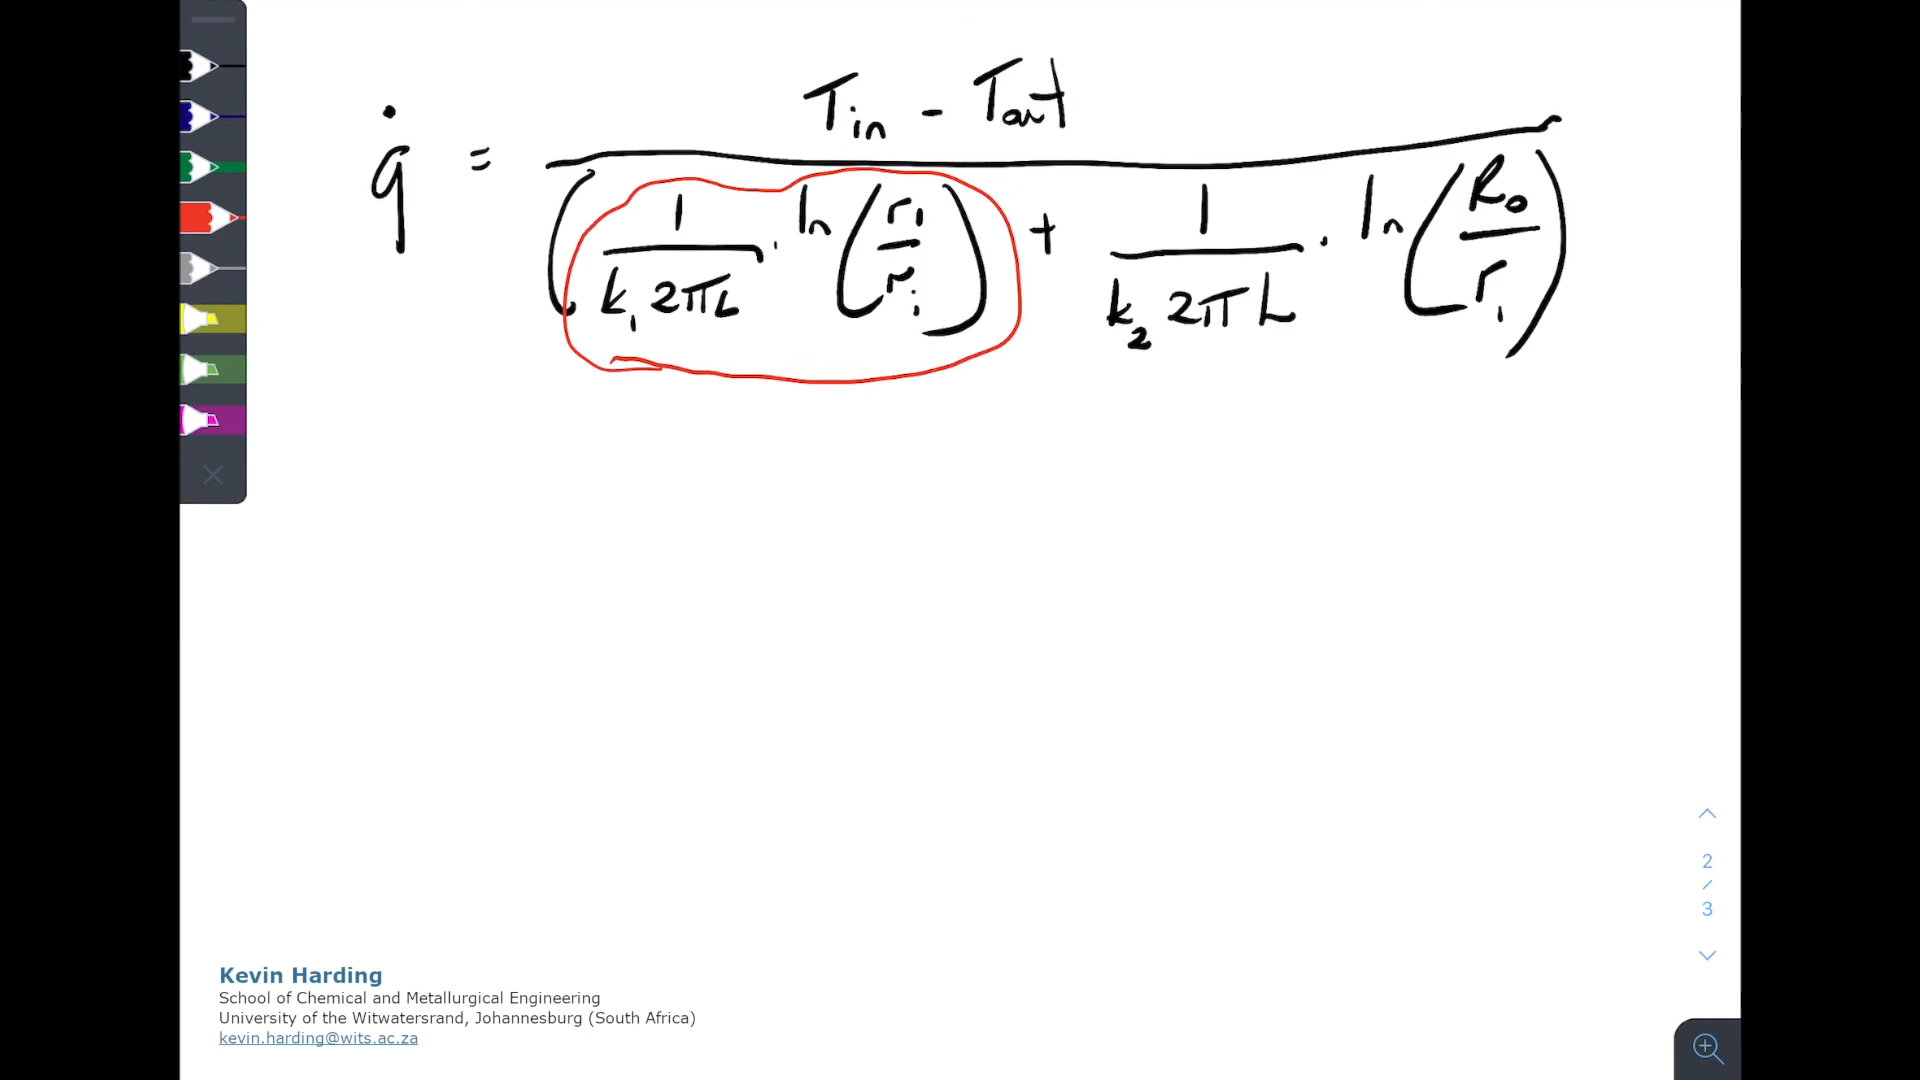 q̇ = (T_in - T_out) / ( 1/(k₁ 2πL) · ln(r₁/rᵢ) + 1/(k₂ 2πL) · ln(R₀/r₁) )
2
/
3
Kevin Harding
School of Chemical and Metallurgical Engineering
University of the Witwatersrand, Johannesburg (South Africa)
kevin.harding@wits.ac.za